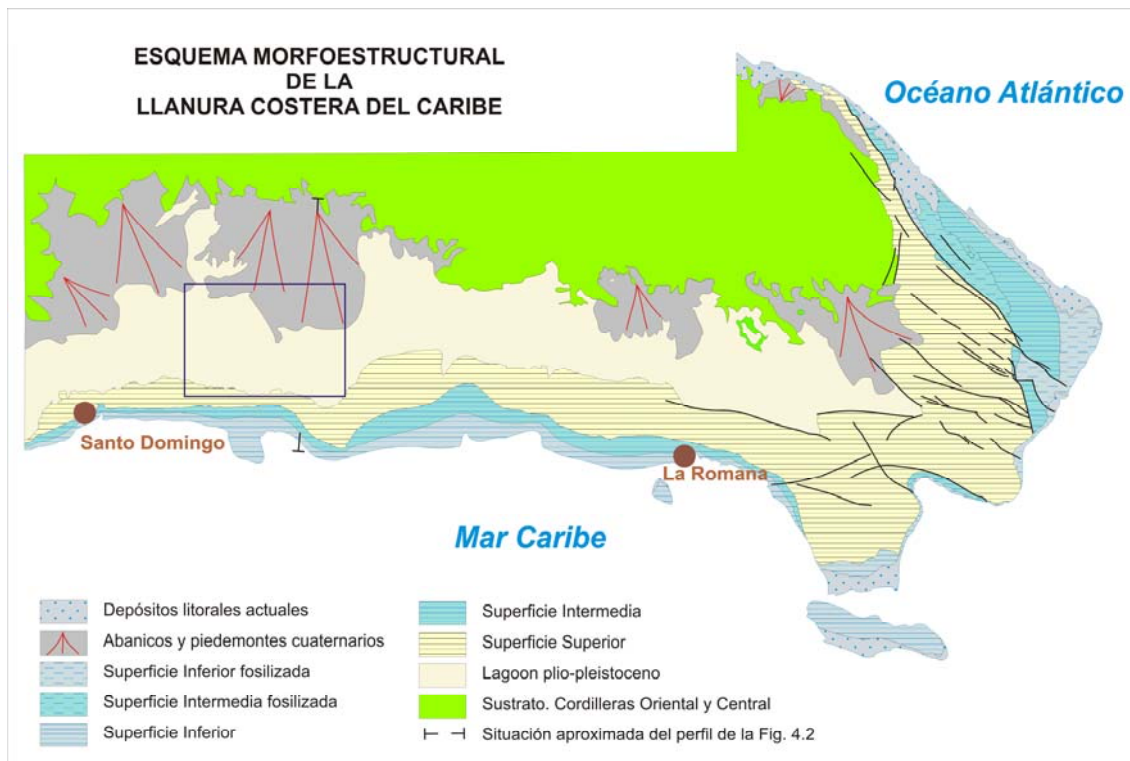 ESQUEMA MORFOESTRUCTURAL
DE LA
LLANURA COSTERA DEL CARIBE
Océano Atlántico
Santo Domingo
La Romana
Mar Caribe
Depósitos litorales actuales
Abanicos y piedemontes cuaternarios
Superficie Inferior fosilizada
Superficie Intermedia fosilizada
Superficie Inferior
Superficie Intermedia
Superficie Superior
Lagoon plio-pleistoceno
Sustrato. Cordilleras Oriental y Central
Situación aproximada del perfil de la Fig. 4.2